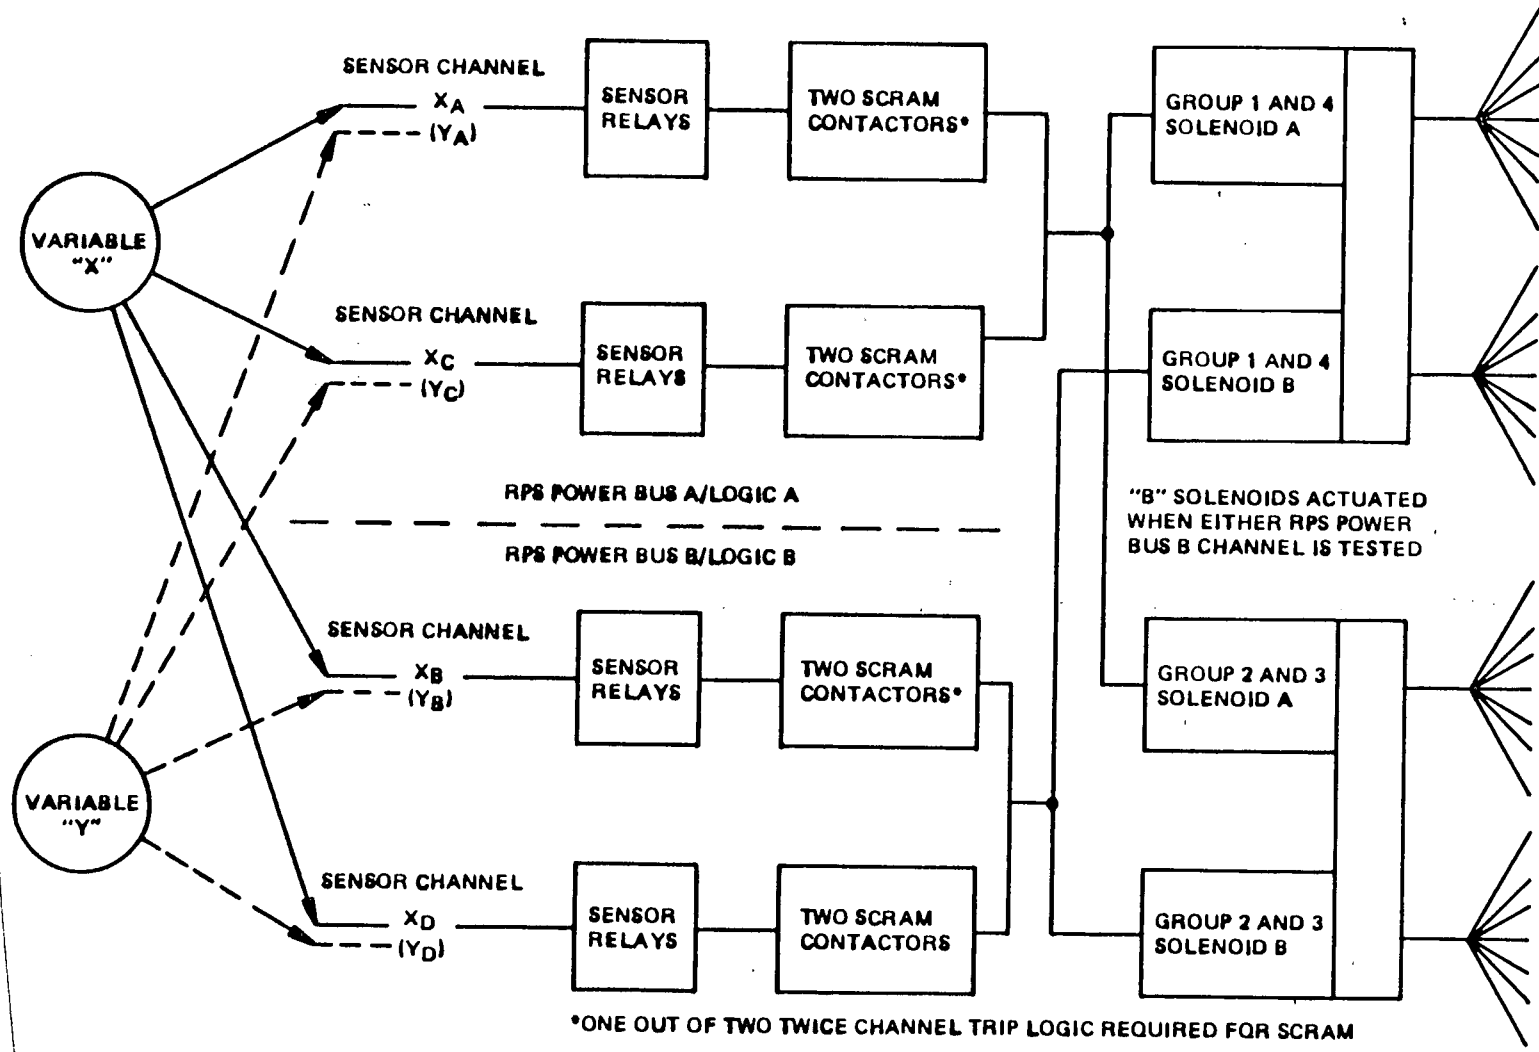 SENSOR CHANNEL
XA
(YA)
SENSOR
RELAYS
TWO SCRAM
CONTACTORS*
GROUP 1 AND 4
SOLENOID A
VARIABLE
"X"
SENSOR CHANNEL
XC
(YC)
SENSOR
RELAYS
TWO SCRAM
CONTACTORS*
GROUP 1 AND 4
SOLENOID B
RPS POWER BUS A/LOGIC A
RPS POWER BUS B/LOGIC B
"B" SOLENOIDS ACTUATED
WHEN EITHER RPS POWER
BUS B CHANNEL IS TESTED
SENSOR CHANNEL
XB
(YB)
SENSOR
RELAYS
TWO SCRAM
CONTACTORS*
GROUP 2 AND 3
SOLENOID A
VARIABLE
"Y"
SENSOR CHANNEL
XD
(YD)
SENSOR
RELAYS
TWO SCRAM
CONTACTORS
GROUP 2 AND 3
SOLENOID B
*ONE OUT OF TWO TWICE CHANNEL TRIP LOGIC REQUIRED FOR SCRAM